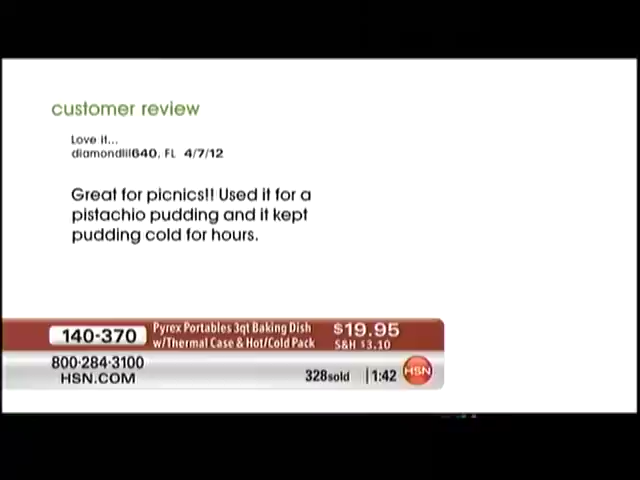 customer review
Love it...
diamondlil640, FL 4/7/12
Great for picnics!! Used it for a
pistachio pudding and it kept
pudding cold for hours.
140-370
Pyrex Portables 3qt Baking Dish
w/Thermal Case & Hot/Cold Pack
$19.95
S&H $3.10
800·284·3100
HSN.COM
328sold
1:42
HSN